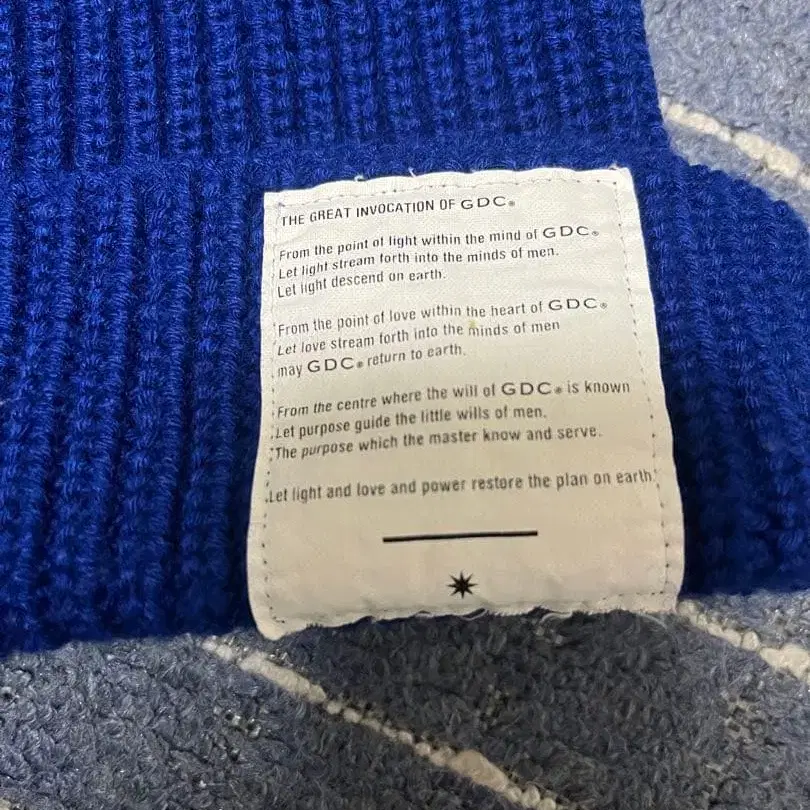 THE GREAT INVOCATION OF GDC®
From the point of light within the mind of GDC®
Let light stream forth into the minds of men.
Let light descend on earth.
From the point of love within the heart of GDC®
Let love stream forth into the minds of men
may GDC® return to earth.
From the centre where the will of GDC® is known
Let purpose guide the little wills of men.
The purpose which the master know and serve.
Let light and love and power restore the plan on earth.